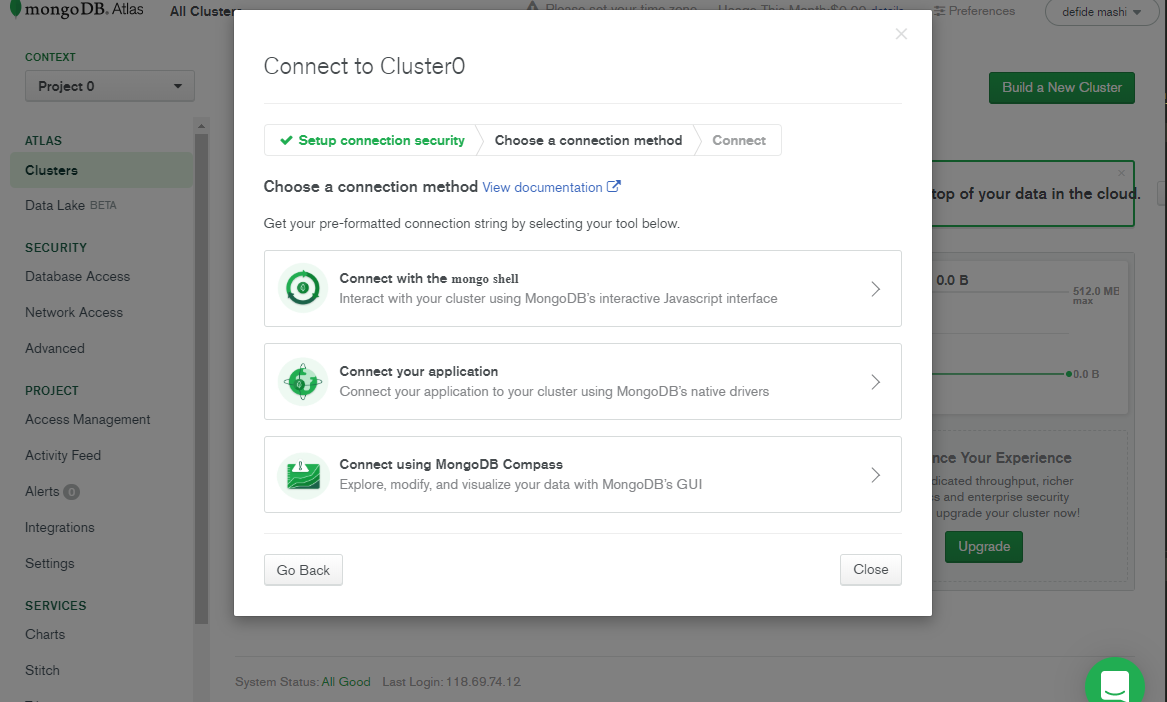 mongoDB. Atlas
All Clusters
Please set your time zone
Usage This Month:$0.00 details
Preferences
defide mashi
CONTEXT
Project 0
Build a New Cluster
ATLAS
Clusters
Data Lake BETA
SECURITY
Database Access
Network Access
Advanced
PROJECT
Access Management
Activity Feed
Alerts 0
Integrations
Settings
SERVICES
Charts
Stitch
Connect to Cluster0
Setup connection security
Choose a connection method
Connect
Choose a connection method View documentation
Get your pre-formatted connection string by selecting your tool below.
Connect with the mongo shell
Interact with your cluster using MongoDB's interactive Javascript interface
Connect your application
Connect your application to your cluster using MongoDB's native drivers
Connect using MongoDB Compass
Explore, modify, and visualize your data with MongoDB's GUI
Go Back
Close
top of your data in the cloud.
0.0 B
512.0 MB
max
0.0 B
nce Your Experience
dicated throughput, richer
s and enterprise security
upgrade your cluster now!
Upgrade
System Status: All Good
Last Login: 118.69.74.12